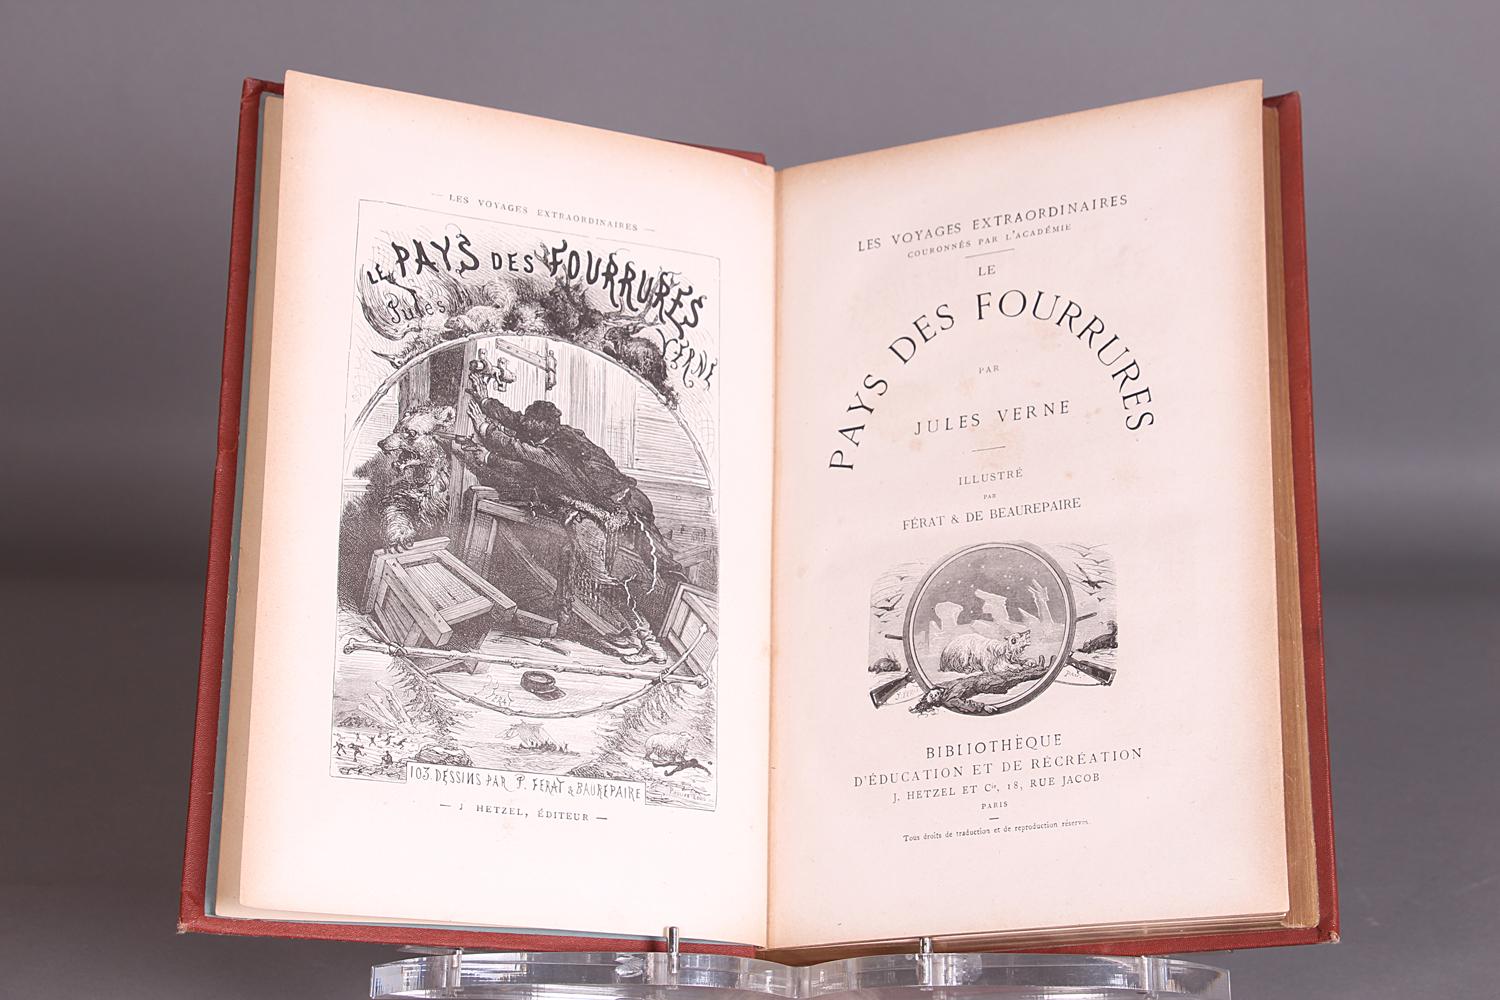 — LES VOYAGES EXTRAORDINAIRES —
LE PAYS DES FOURRURES
Jules VERNE
103 DESSINS PAR P. FERAT & BAUREPAIRE
— J HETZEL, ÉDITEUR —
LES VOYAGES EXTRAORDINAIRES
COURONNÉS PAR L'ACADÉMIE
LE
PAYS DES FOURRURES
PAR
JULES VERNE
ILLUSTRÉ
PAR
FÉRAT & DE BEAUREPAIRE
BIBLIOTHÈQUE
D'ÉDUCATION ET DE RÉCRÉATION
J. HETZEL ET Cie, 18, RUE JACOB
PARIS
Tous droits de traduction et de reproduction réservés.